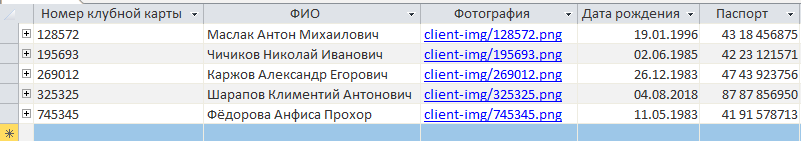 Номер клубной карты ФИО Фотография Дата рождения Паспорт
128572 Маслак Антон Михаилович client-img/128572.png 19.01.1996 43 18 456875
195693 Чичиков Николай Иванович client-img/195693.png 02.06.1985 42 23 121571
269012 Каржов Александр Егорович client-img/269012.png 26.12.1983 47 43 923756
325325 Шарапов Климентий Антонович client-img/325325.png 04.08.2018 87 87 856950
745345 Фёдорова Анфиса Прохор client-img/745345.png 11.05.1983 41 91 578713